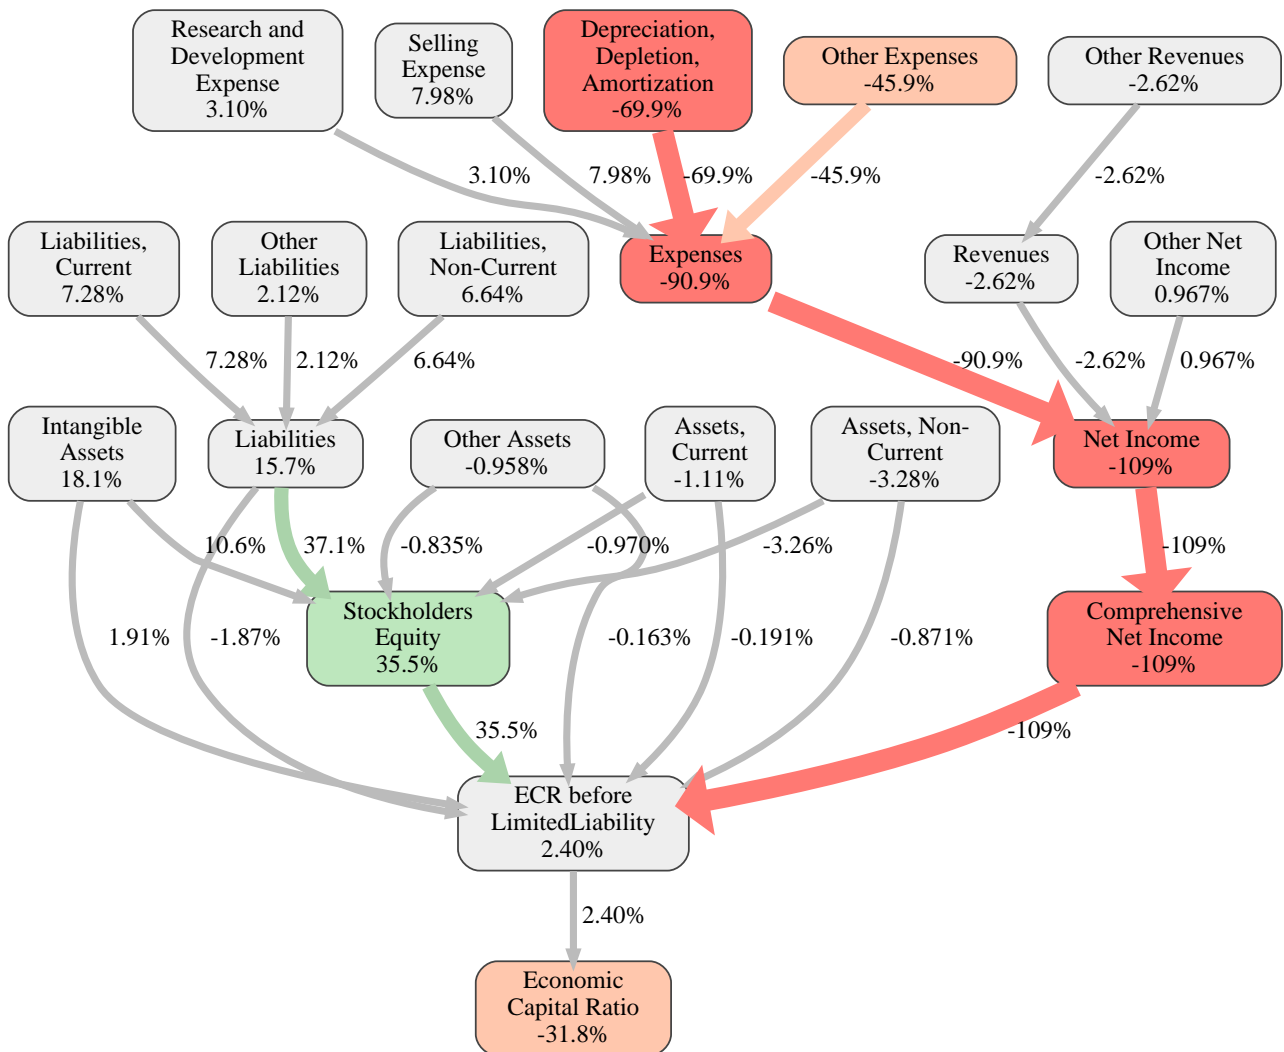 Research and
Development
Expense
3.10%
Selling
Expense
7.98%
Depreciation,
Depletion,
Amortization
-69.9%
Other Expenses
-45.9%
Other Revenues
-2.62%
3.10%
7.98%
-69.9%
-45.9%
-2.62%
Liabilities,
Current
7.28%
Other
Liabilities
2.12%
Liabilities,
Non-Current
6.64%
Expenses
-90.9%
Revenues
-2.62%
Other Net
Income
0.967%
7.28%
2.12%
6.64%
-90.9%
-2.62%
0.967%
Intangible
Assets
18.1%
Liabilities
15.7%
Other Assets
-0.958%
Assets,
Current
-1.11%
Assets, Non-
Current
-3.28%
Net Income
-109%
10.6%
37.1%
-0.835%
-0.970%
-3.26%
-109%
Stockholders
Equity
35.5%
Comprehensive
Net Income
-109%
1.91%
-1.87%
-0.163%
-0.191%
-0.871%
35.5%
-109%
ECR before
LimitedLiability
2.40%
2.40%
Economic
Capital Ratio
-31.8%